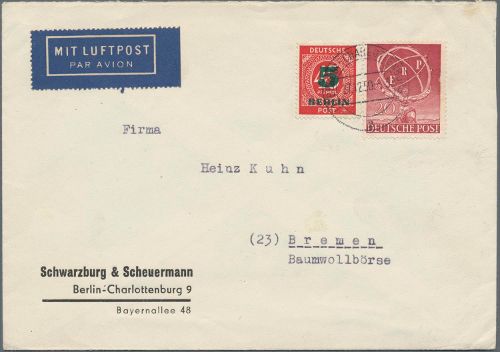 MIT LUFTPOST
PAR AVION
DEUTSCHE
5
BERLIN
POST
ERP
DEUTSCHE POST
Firma
Heinz Kuhn
(23) Bremen
Baumwollbörse
Schwarzburg & Scheuermann
Berlin-Charlottenburg 9
Bayernallee 48